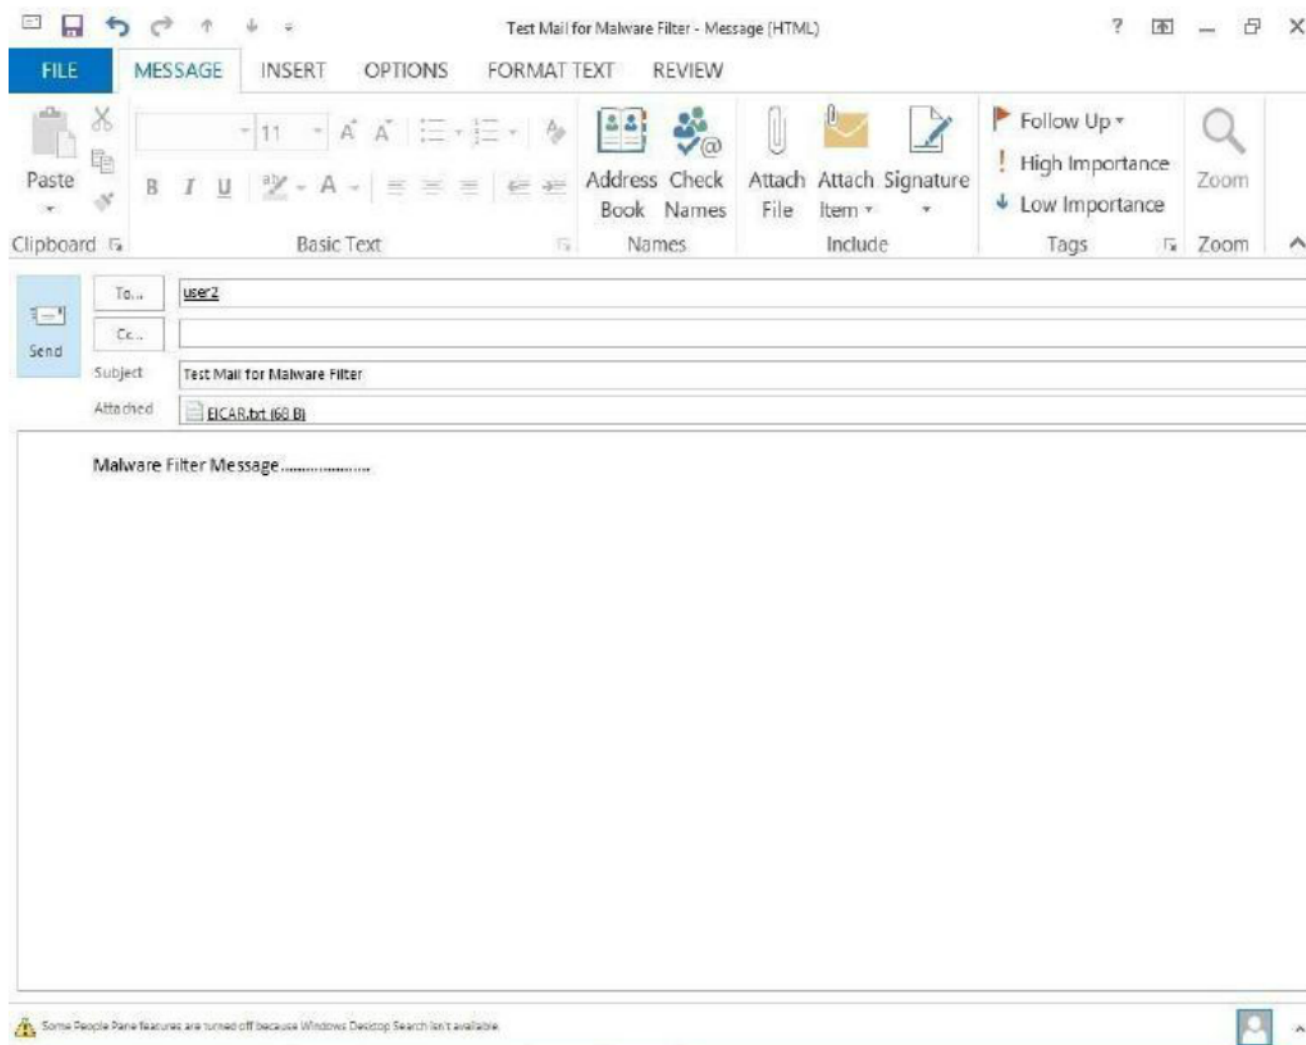 Test Mail for Malware Filter - Message (HTML)
?
FILE MESSAGE INSERT OPTIONS FORMAT TEXT REVIEW
Paste
11
A A
B I U
aby A
Address Book
Check Names
@
Attach File
Attach Item
Signature
Follow Up
! High Importance
Low Importance
Zoom
Clipboard Basic Text Names Include Tags Zoom
Send
To...
user2
Cc...
Subject
Test Mail for Malware Filter
Attached
EICAR.txt (68 B)
Malware Filter Message......................
Some People Pane features are turned off because Windows Desktop Search isn't available.